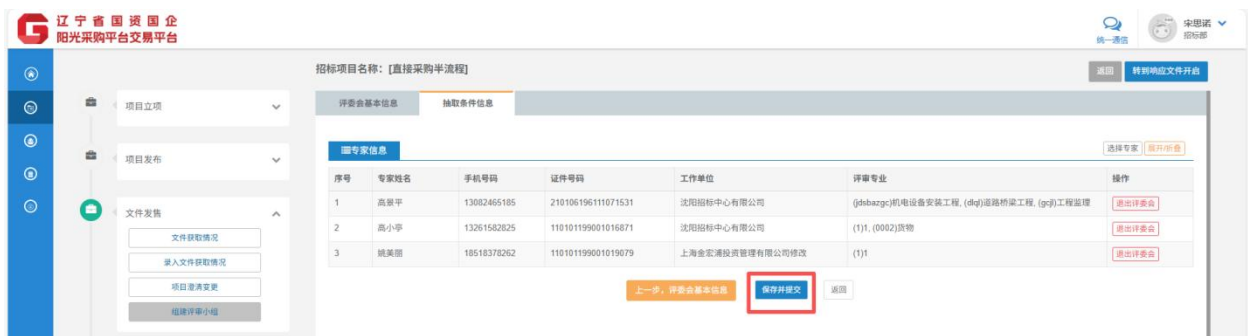 辽宁省国资国企
阳光采购平台交易平台
统一通信
宋思诺
招标部
招标项目名称：[直接采购半流程]
返回 转到响应文件开启
项目立项
项目发布
文件发售
文件获取情况
录入文件获取情况
项目澄清变更
组建评审小组
评委会基本信息 抽取条件信息
专家信息
选择专家 展开/折叠
序号 专家姓名 手机号码 证件号码 工作单位 评审专业 操作
1 高景平 13082465185 210106196111071531 沈阳招标中心有限公司 (jdsbazgc)机电设备安装工程, (dlql)道路桥梁工程, (gcjl)工程监理 退出评委会
2 高小亭 13261582825 110101199001016871 沈阳招标中心有限公司 (1)1, (0002)货物 退出评委会
3 姚美丽 18518378262 110101199001019079 上海金宏浦投资管理有限公司修改 (1)1 退出评委会
上一步，评委会基本信息 保存并提交 返回